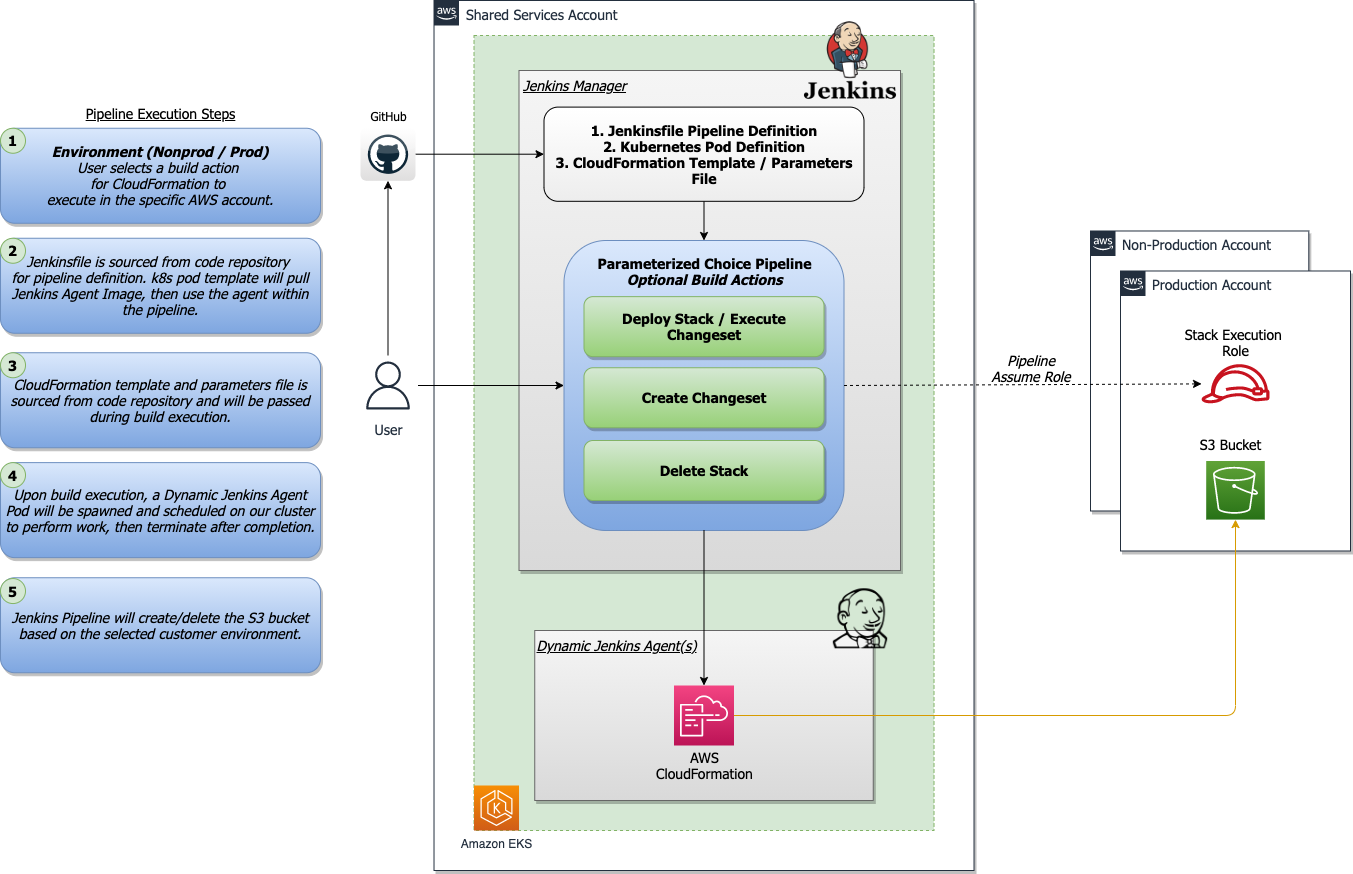 aws
Shared Services Account
Pipeline Execution Steps
1
Environment (Nonprod / Prod)
User selects a build action
for CloudFormation to
execute in the specific AWS account.
2
Jenkinsfile is sourced from code repository
for pipeline definition. k8s pod template will pull
Jenkins Agent Image, then use the agent within
the pipeline.
3
CloudFormation template and parameters file is
sourced from code repository and will be passed
during build execution.
4
Upon build execution, a Dynamic Jenkins Agent
Pod will be spawned and scheduled on our cluster
to perform work, then terminate after completion.
5
Jenkins Pipeline will create/delete the S3 bucket
based on the selected customer environment.
GitHub
User
Jenkins Manager
Jenkins
1. Jenkinsfile Pipeline Definition
2. Kubernetes Pod Definition
3. CloudFormation Template / Parameters
File
Parameterized Choice Pipeline
Optional Build Actions
Deploy Stack / Execute
Changeset
Create Changeset
Delete Stack
Dynamic Jenkins Agent(s)
AWS
CloudFormation
K
Amazon EKS
Pipeline
Assume Role
aws
Non-Production Account
aws
Production Account
Stack Execution
Role
S3 Bucket